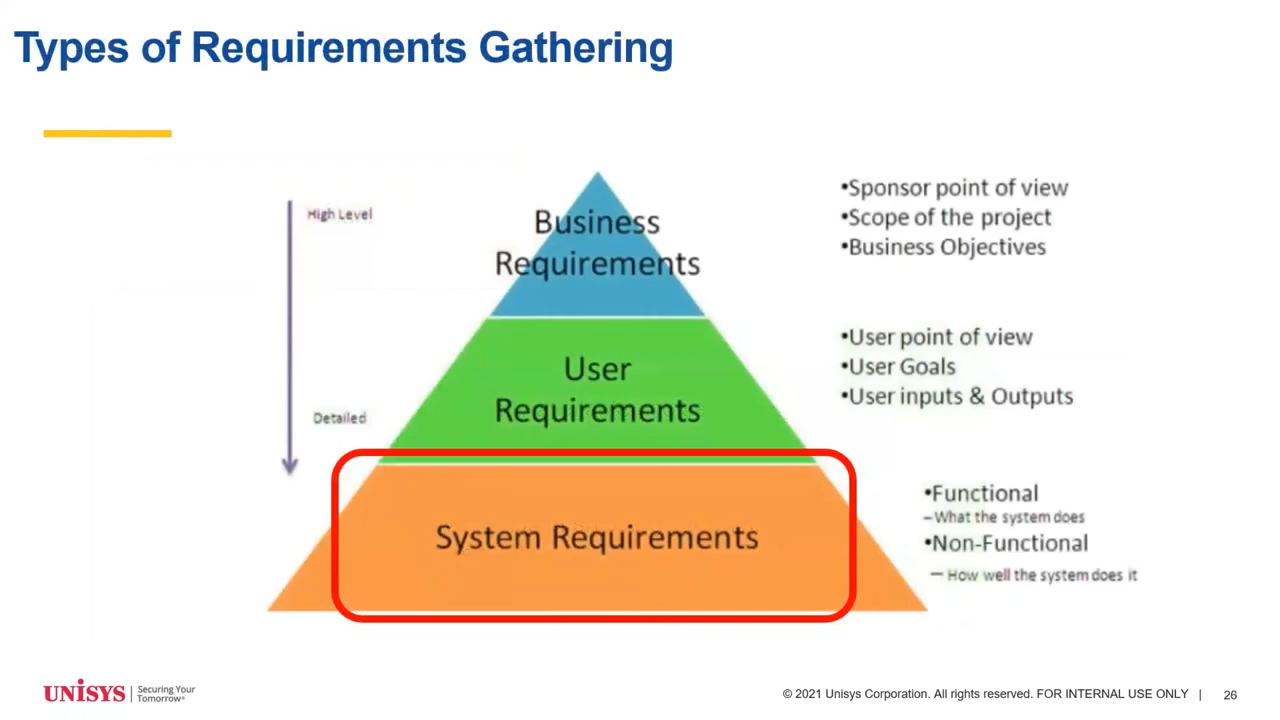 Types of Requirements Gathering
High Level
Detailed
Business
Requirements
•Sponsor point of view
•Scope of the project
•Business Objectives
User
Requirements
•User point of view
•User Goals
•User inputs & Outputs
System Requirements
•Functional
–What the system does
•Non-Functional
– How well the system does it
UNISYS | Securing Your
Tomorrow®
© 2021 Unisys Corporation. All rights reserved. FOR INTERNAL USE ONLY | 26